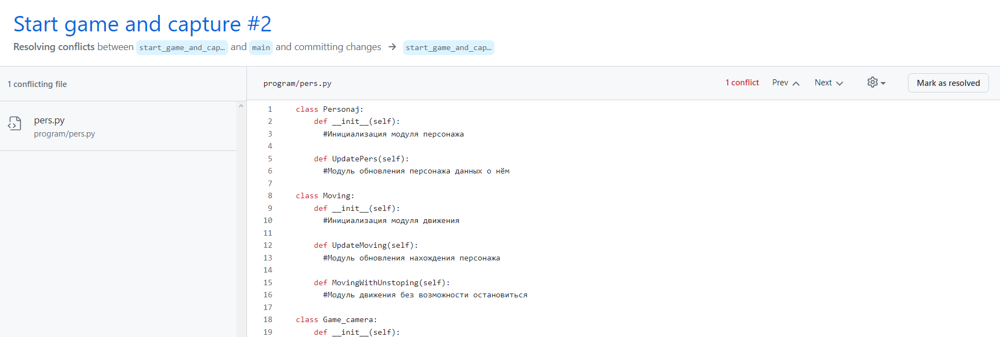 Start game and capture #2
Resolving conflicts between start_game_and_cap… and main and committing changes → start_game_and_cap…
1 conflicting file
pers.py
program/pers.py
program/pers.py
1 conflict Prev Next Mark as resolved
1 class Personaj:
2 def __init__(self):
3 #Инициализация модуля персонажа
4
5 def UpdatePers(self):
6 #Модуль обновления персонажа данных о нём
7
8 class Moving:
9 def __init__(self):
10 #Инициализация модуля движения
11
12 def UpdateMoving(self):
13 #Модуль обновления нахождения персонажа
14
15 def MovingWithUnstoping(self):
16 #Модуль движения без возможности остановиться
17
18 class Game_camera:
19 def __init__(self):